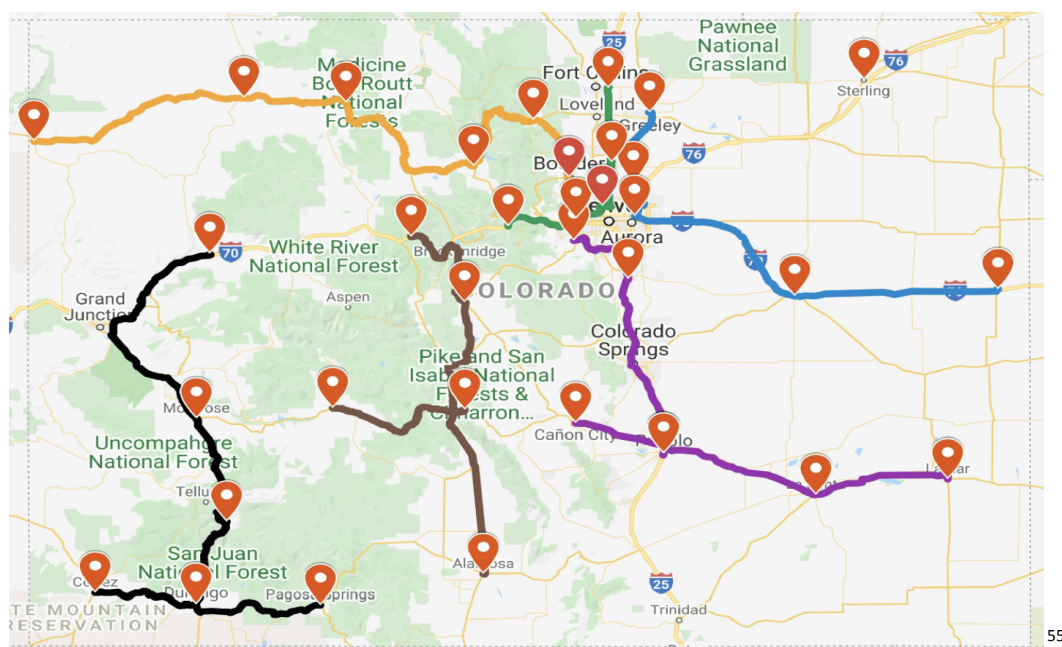 Pawnee
National
Grassland
25
76
Medicine
Bow Routt
National
Forests
Fort Collins
Sterling
Loveland
Greeley
76
Boulder
Aurora
70
White River
National Forest
Breckenridge
Grand
Junction
Aspen
COLORADO
70
Colorado
Springs
Pike and San
Isabel National
Forests &
Cimarron...
Montrose
Cañon City
Pueblo
Uncompahgre
National Forest
Lamar
San Juan
National Forest
Alamosa
Cortez
Durango
Pagosa Springs
25
TE MOUNTAIN
RESERVATION
Trinidad
55